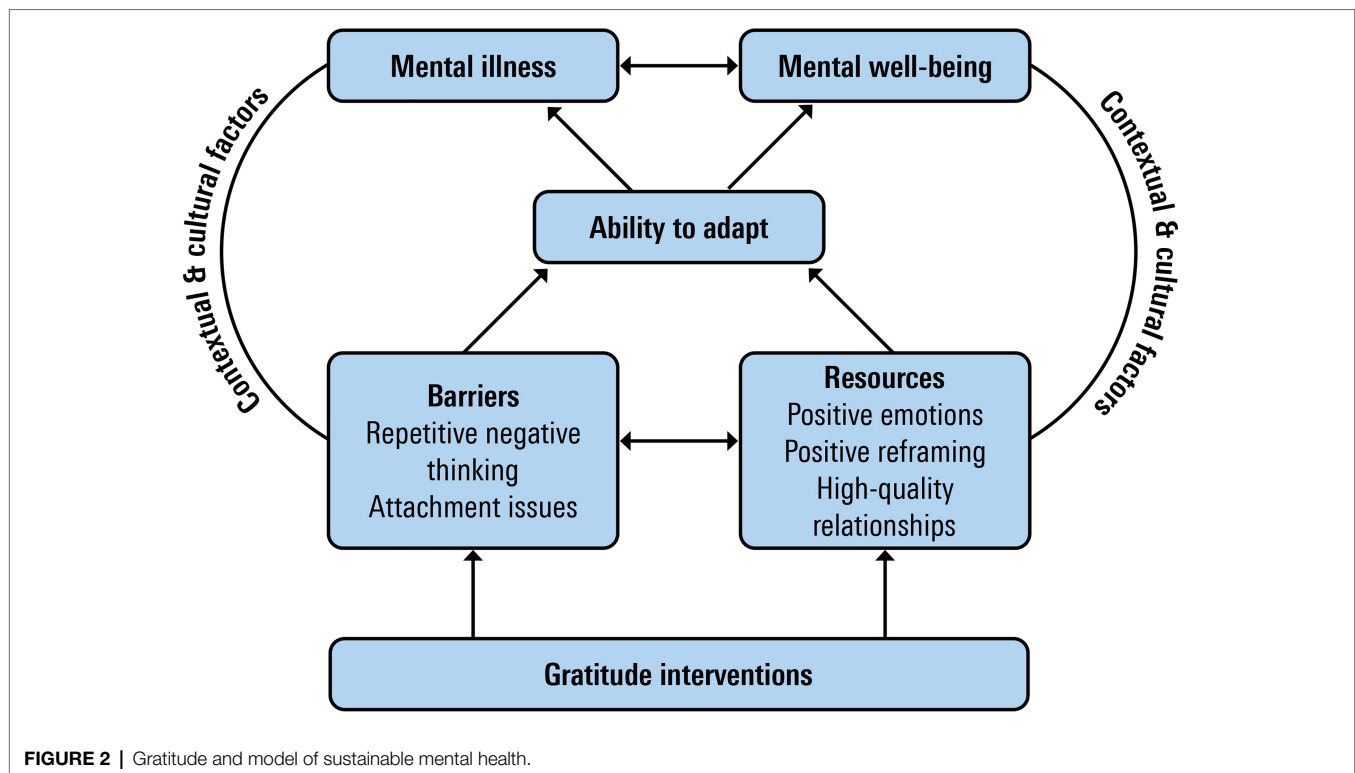 Mental illness
Mental well-being
Contextual & cultural factors
Contextual & cultural factors
Ability to adapt
Barriers
Repetitive negative
thinking
Attachment issues
Resources
Positive emotions
Positive reframing
High-quality
relationships
Gratitude interventions
FIGURE 2 | Gratitude and model of sustainable mental health.